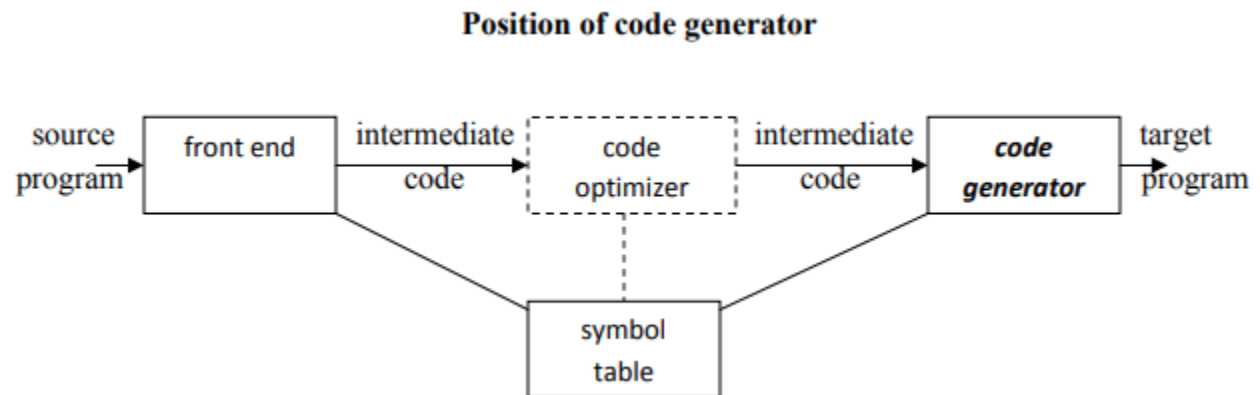 Position of code generator
source
program
front end
intermediate
code
code
optimizer
intermediate
code
code
generator
target
program
symbol
table